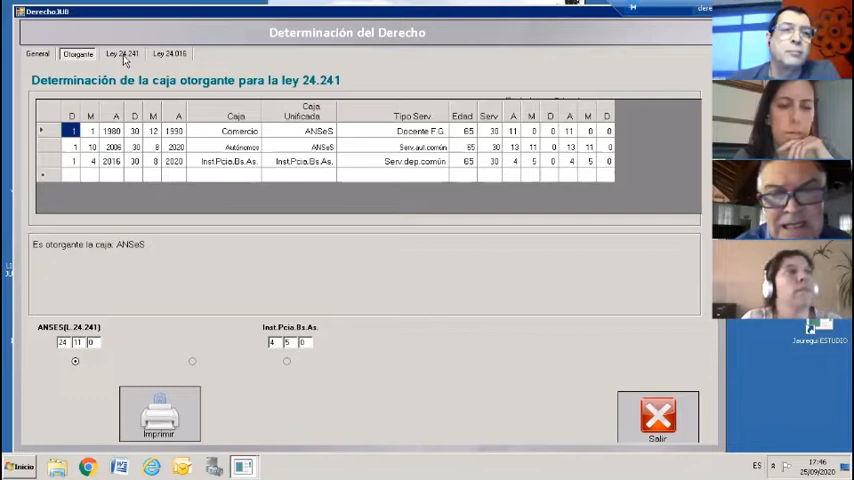 DerechoJUB
Determinación del Derecho
General Otorgante Ley 24.241 Ley 24.016
Determinación de la caja otorgante para la ley 24.241
D M A D M A Caja Caja Unificada Tipo Serv. Edad Serv A M D A M D
1 1 1980 30 12 1990 Comercio ANSeS Docente F.G. 65 30 11 0 0 11 0 0
1 10 2006 30 8 2020 Autónomos ANSeS Serv.aut.común 65 30 13 11 0 13 11 0
1 4 2016 30 8 2020 Inst.Pcia.Bs.As. Inst.Pcia.Bs.As. Serv.dep.común 65 30 4 5 0 4 5 0
Es otorgante la caja: ANSeS
ANSES(L.24.241) Inst.Pcia.Bs.As.
24 11 0 4 5 0
Imprimir
Salir
Jauregui ESTUDIO
Inicio
ES
17:46
25/09/2020